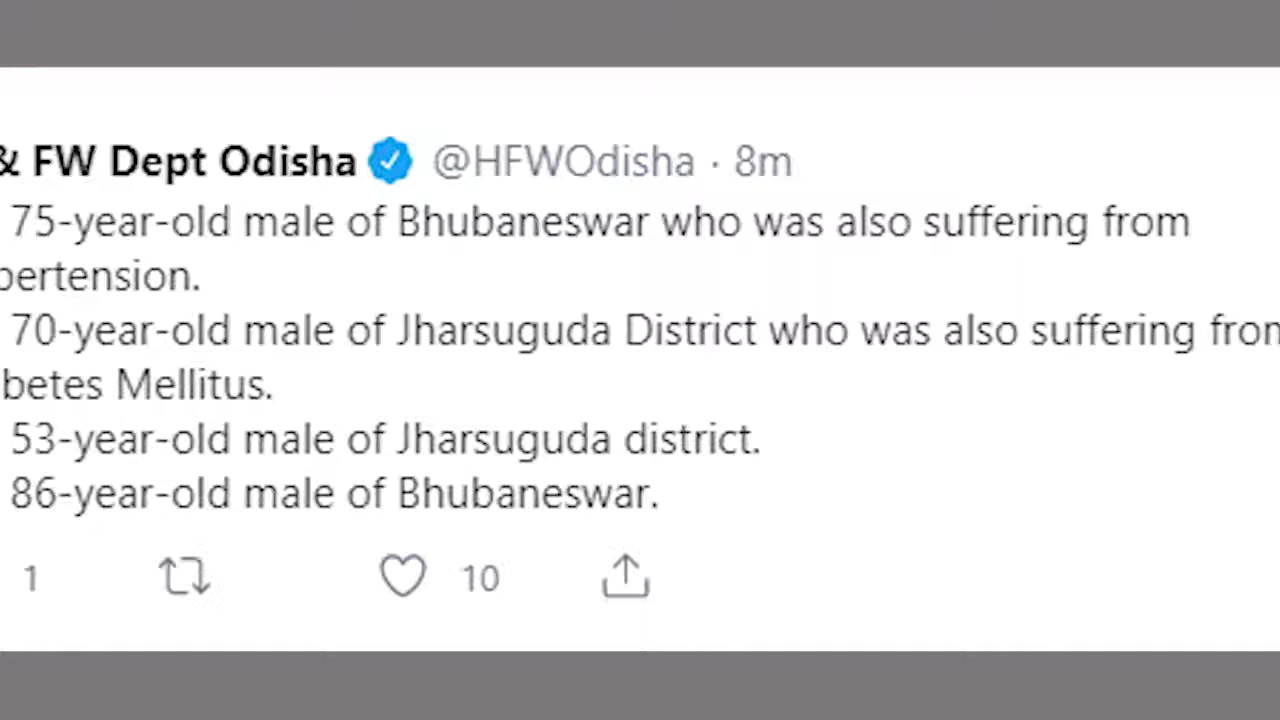 & FW Dept Odisha @HFWOdisha · 8m
75-year-old male of Bhubaneswar who was also suffering from
pertension.
70-year-old male of Jharsuguda District who was also suffering from
betes Mellitus.
53-year-old male of Jharsuguda district.
86-year-old male of Bhubaneswar.
1 10